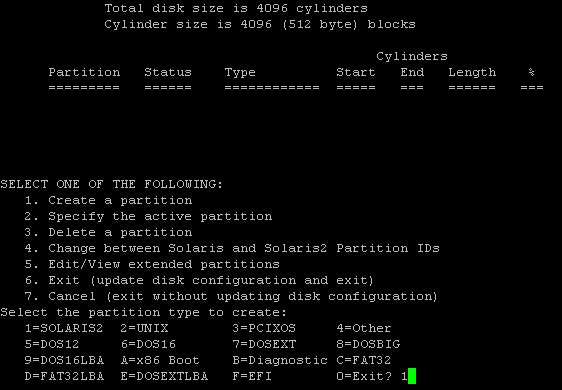 Total disk size is 4096 cylinders
Cylinder size is 4096 (512 byte) blocks
Cylinders
Partition Status Type Start End Length %
========= ====== ============ ===== === ====== ===
SELECT ONE OF THE FOLLOWING:
1. Create a partition
2. Specify the active partition
3. Delete a partition
4. Change between Solaris and Solaris2 Partition IDs
5. Edit/View extended partitions
6. Exit (update disk configuration and exit)
7. Cancel (exit without updating disk configuration)
Select the partition type to create:
1=SOLARIS2 2=UNIX 3=PCIXOS 4=Other
5=DOS12 6=DOS16 7=DOSEXT 8=DOSBIG
9=DOS16LBA A=x86 Boot B=Diagnostic C=FAT32
D=FAT32LBA E=DOSEXTLBA F=EFI 0=Exit? 1